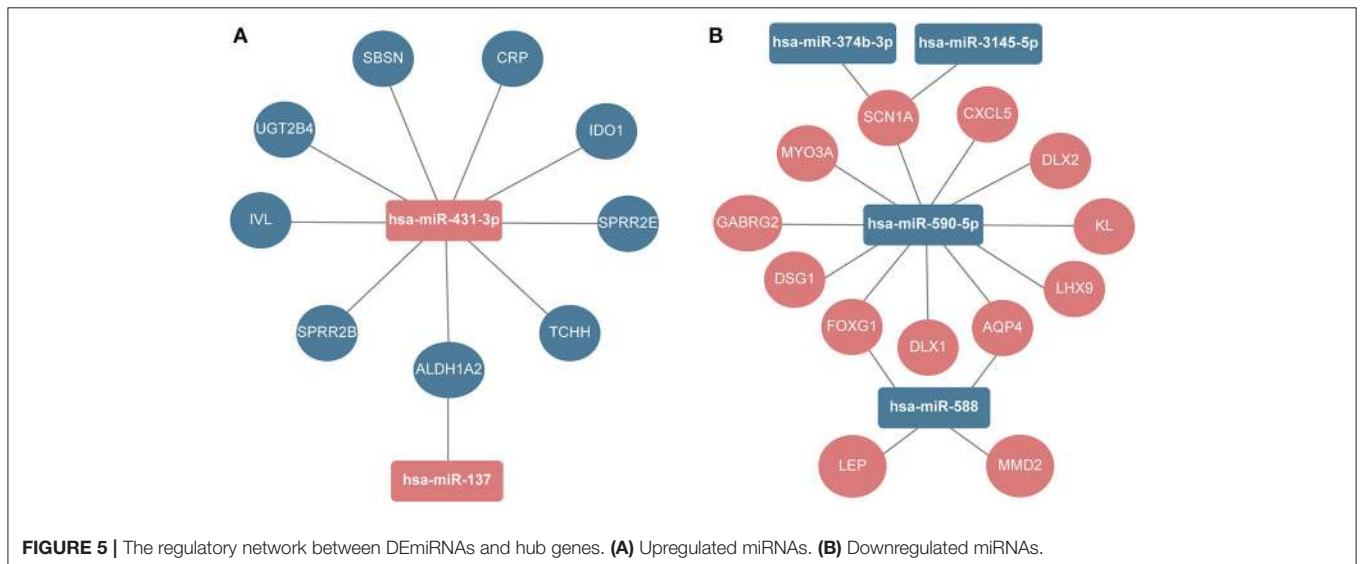 A
SBSN
CRP
UGT2B4
IDO1
IVL
hsa-miR-431-3p
SPRR2E
SPRR2B
TCHH
ALDH1A2
hsa-miR-137
B
hsa-miR-374b-3p
hsa-miR-3145-5p
SCN1A
CXCL5
MYO3A
DLX2
GABRG2
hsa-miR-590-5p
KL
DSG1
LHX9
FOXG1
AQP4
DLX1
hsa-miR-588
LEP
MMD2
FIGURE 5 | The regulatory network between DEmiRNAs and hub genes. (A) Upregulated miRNAs. (B) Downregulated miRNAs.